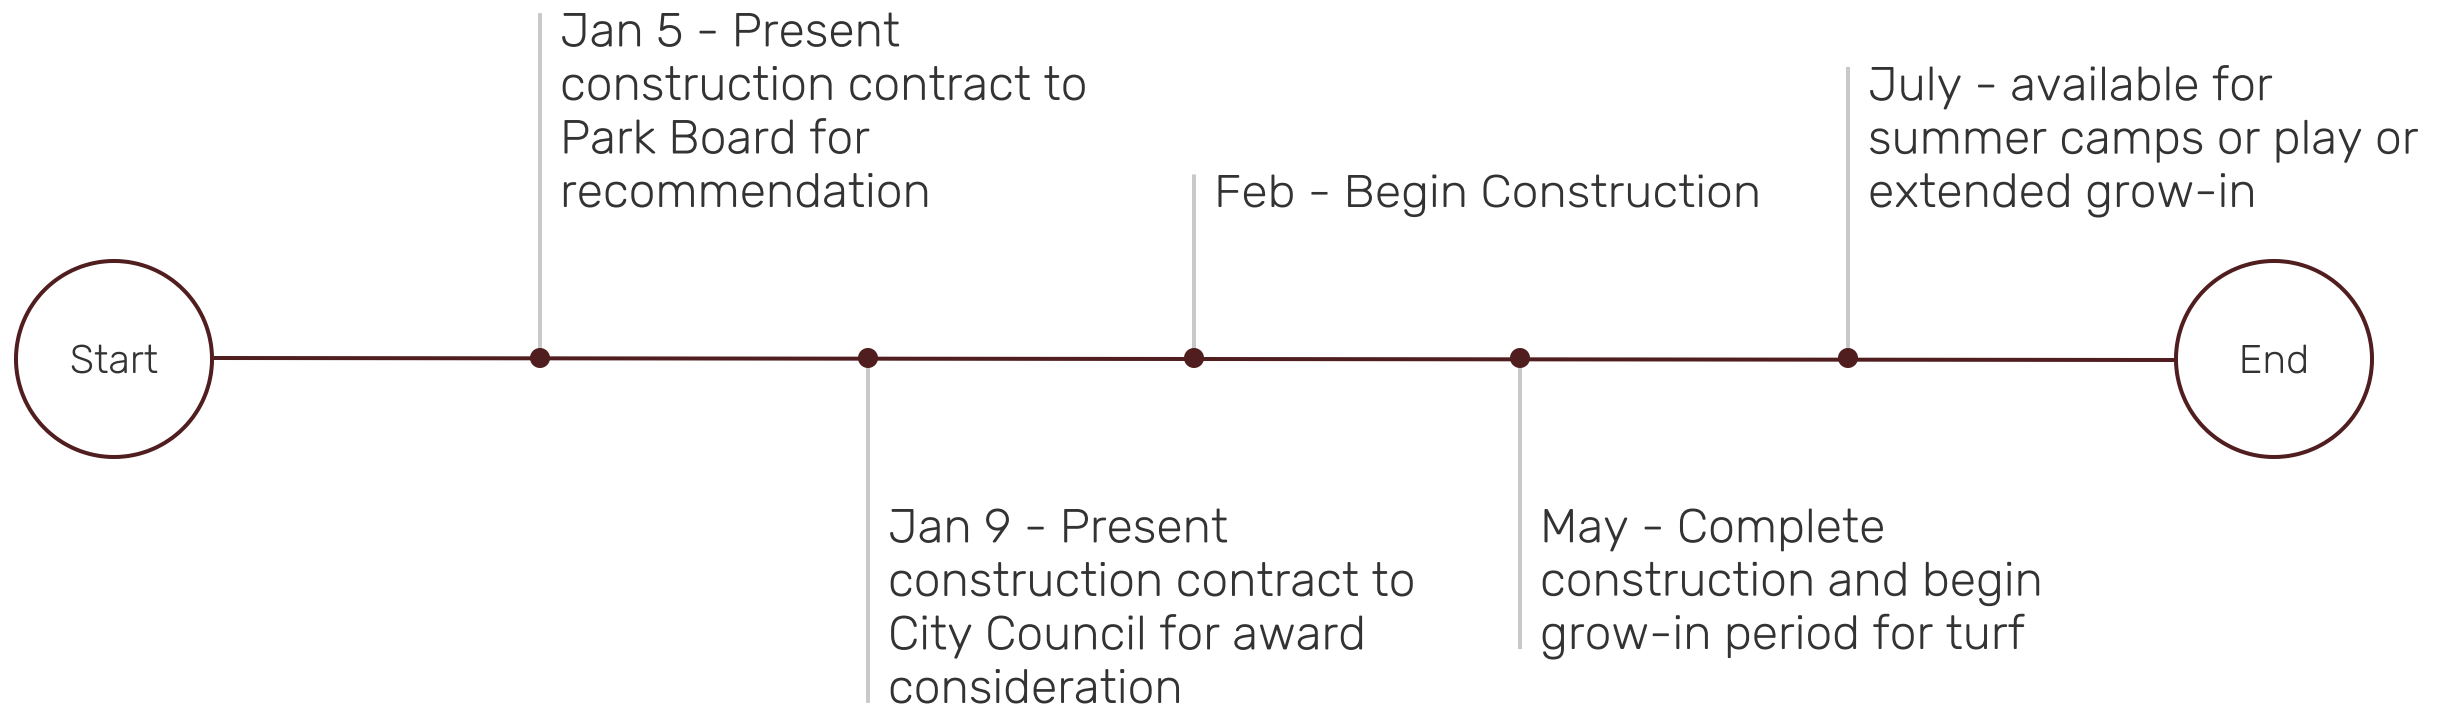 Start
Jan 5 - Present
construction contract to
Park Board for
recommendation
Jan 9 - Present
construction contract to
City Council for award
consideration
Feb - Begin Construction
May - Complete
construction and begin
grow-in period for turf
July - available for
summer camps or play or
extended grow-in
End